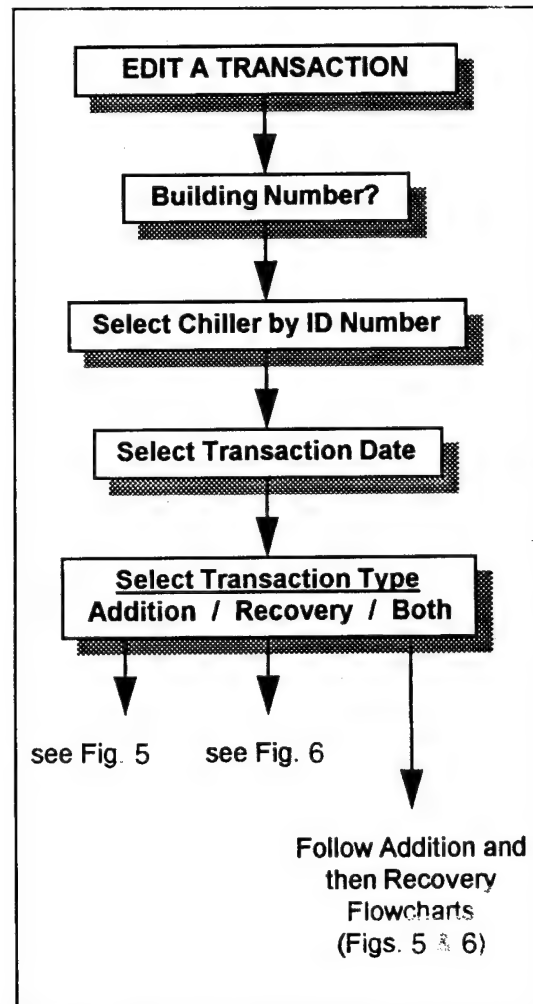 EDIT A TRANSACTION
Building Number?
Select Chiller by ID Number
Select Transaction Date
Select Transaction Type
Addition / Recovery / Both
see Fig. 5 see Fig. 6
Follow Addition and
then Recovery
Flowcharts
(Figs. 5 & 6)